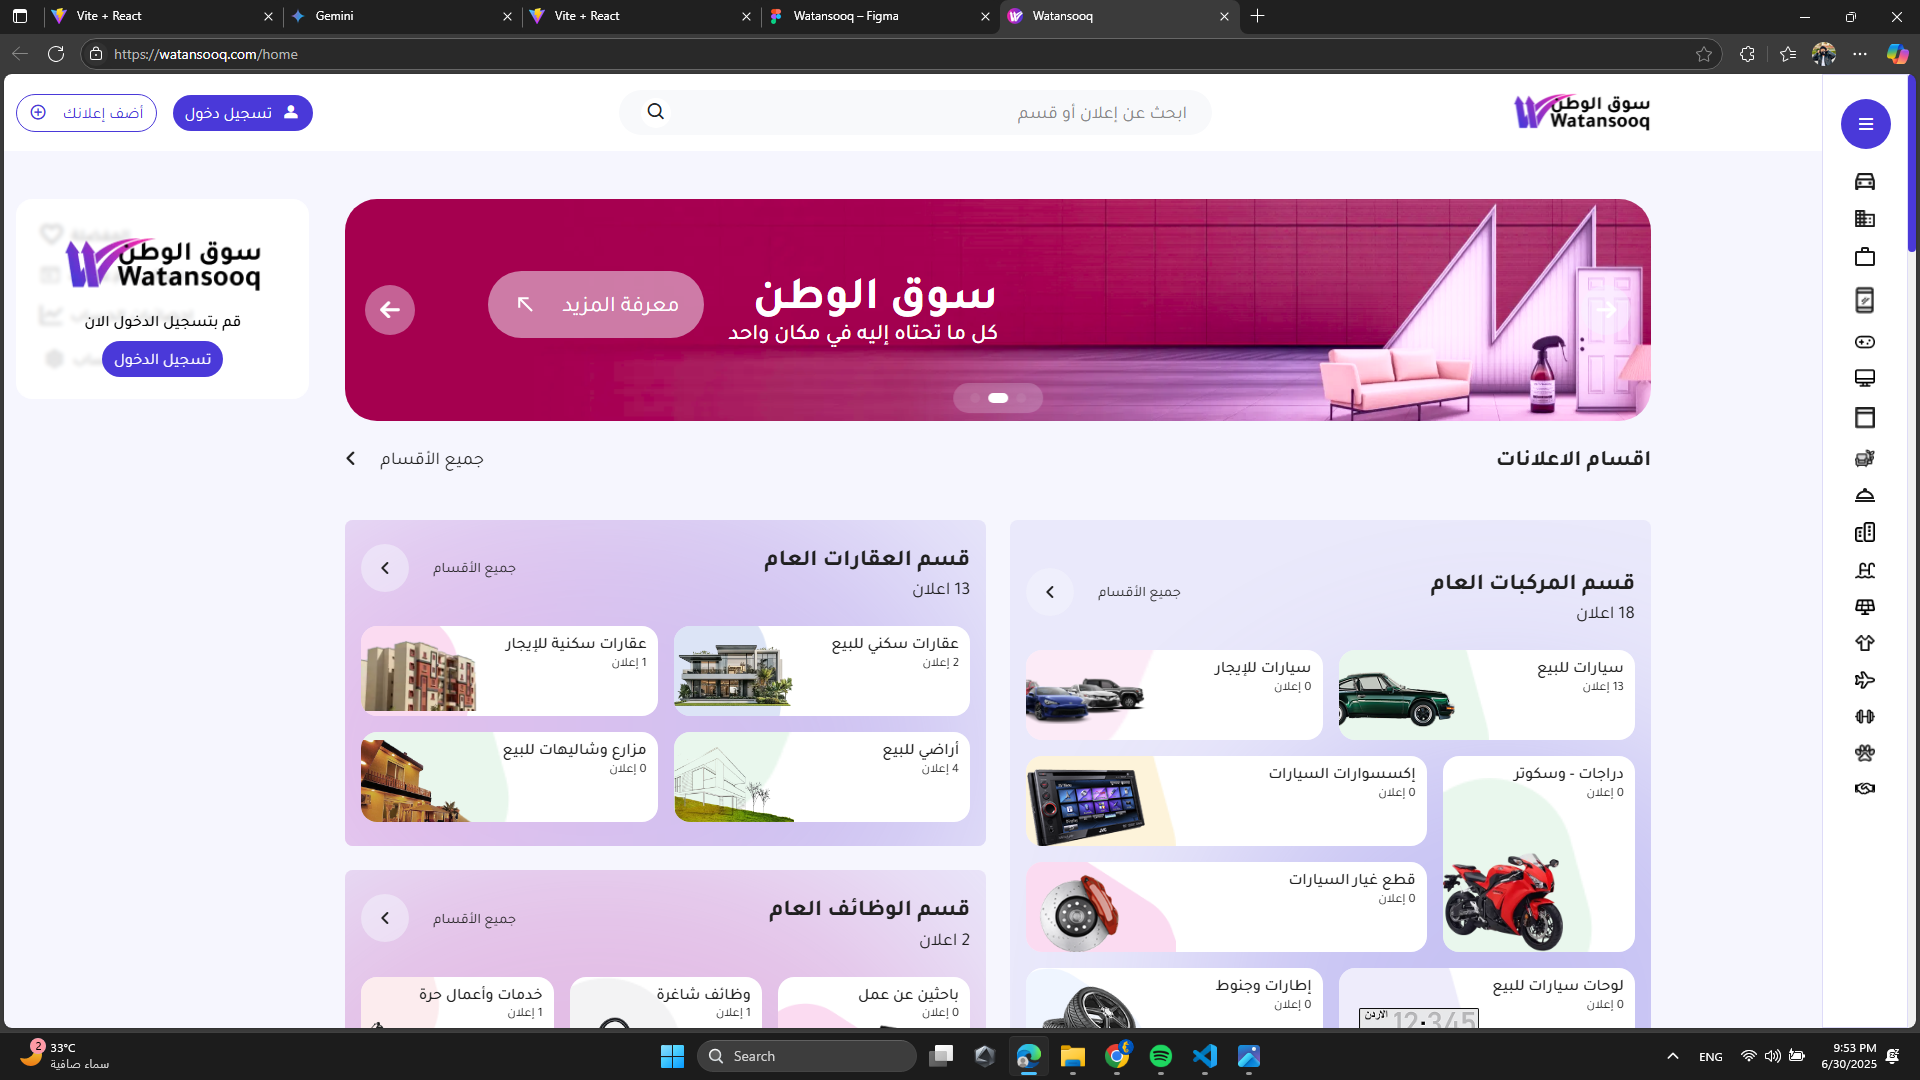 Vite + React
Gemini
Vite + React
Watansooq – Figma
Watansooq
https://watansooq.com/home
سوق الوطن
Watansooq
ابحث عن إعلان أو قسم
تسجيل دخول
أضف إعلانك
سوق الوطن
Watansooq
قم بتسجيل الدخول الان
تسجيل الدخول
سوق الوطن
كل ما تحتاه إليه في مكان واحد
معرفة المزيد
اقسام الاعلانات
جميع الأقسام
قسم المركبات العام
18 اعلان
جميع الأقسام
سيارات للبيع
13 إعلان
سيارات للإيجار
0 إعلان
دراجات - وسكوتر
0 إعلان
إكسسوارات السيارات
0 إعلان
قطع غيار السيارات
0 إعلان
لوحات سيارات للبيع
0 إعلان
الاردن
12·345
إطارات وجنوط
0 إعلان
قسم العقارات العام
13 اعلان
جميع الأقسام
عقارات سكني للبيع
2 إعلان
عقارات سكنية للإيجار
1 إعلان
أراضي للبيع
4 إعلان
مزارع وشاليهات للبيع
0 إعلان
قسم الوظائف العام
2 اعلان
جميع الأقسام
باحثين عن عمل
0 إعلان
وظائف شاغرة
1 إعلان
خدمات وأعمال حرة
1 إعلان
2
33°C
سماء صافية
Search
ENG
9:53 PM
6/30/2025